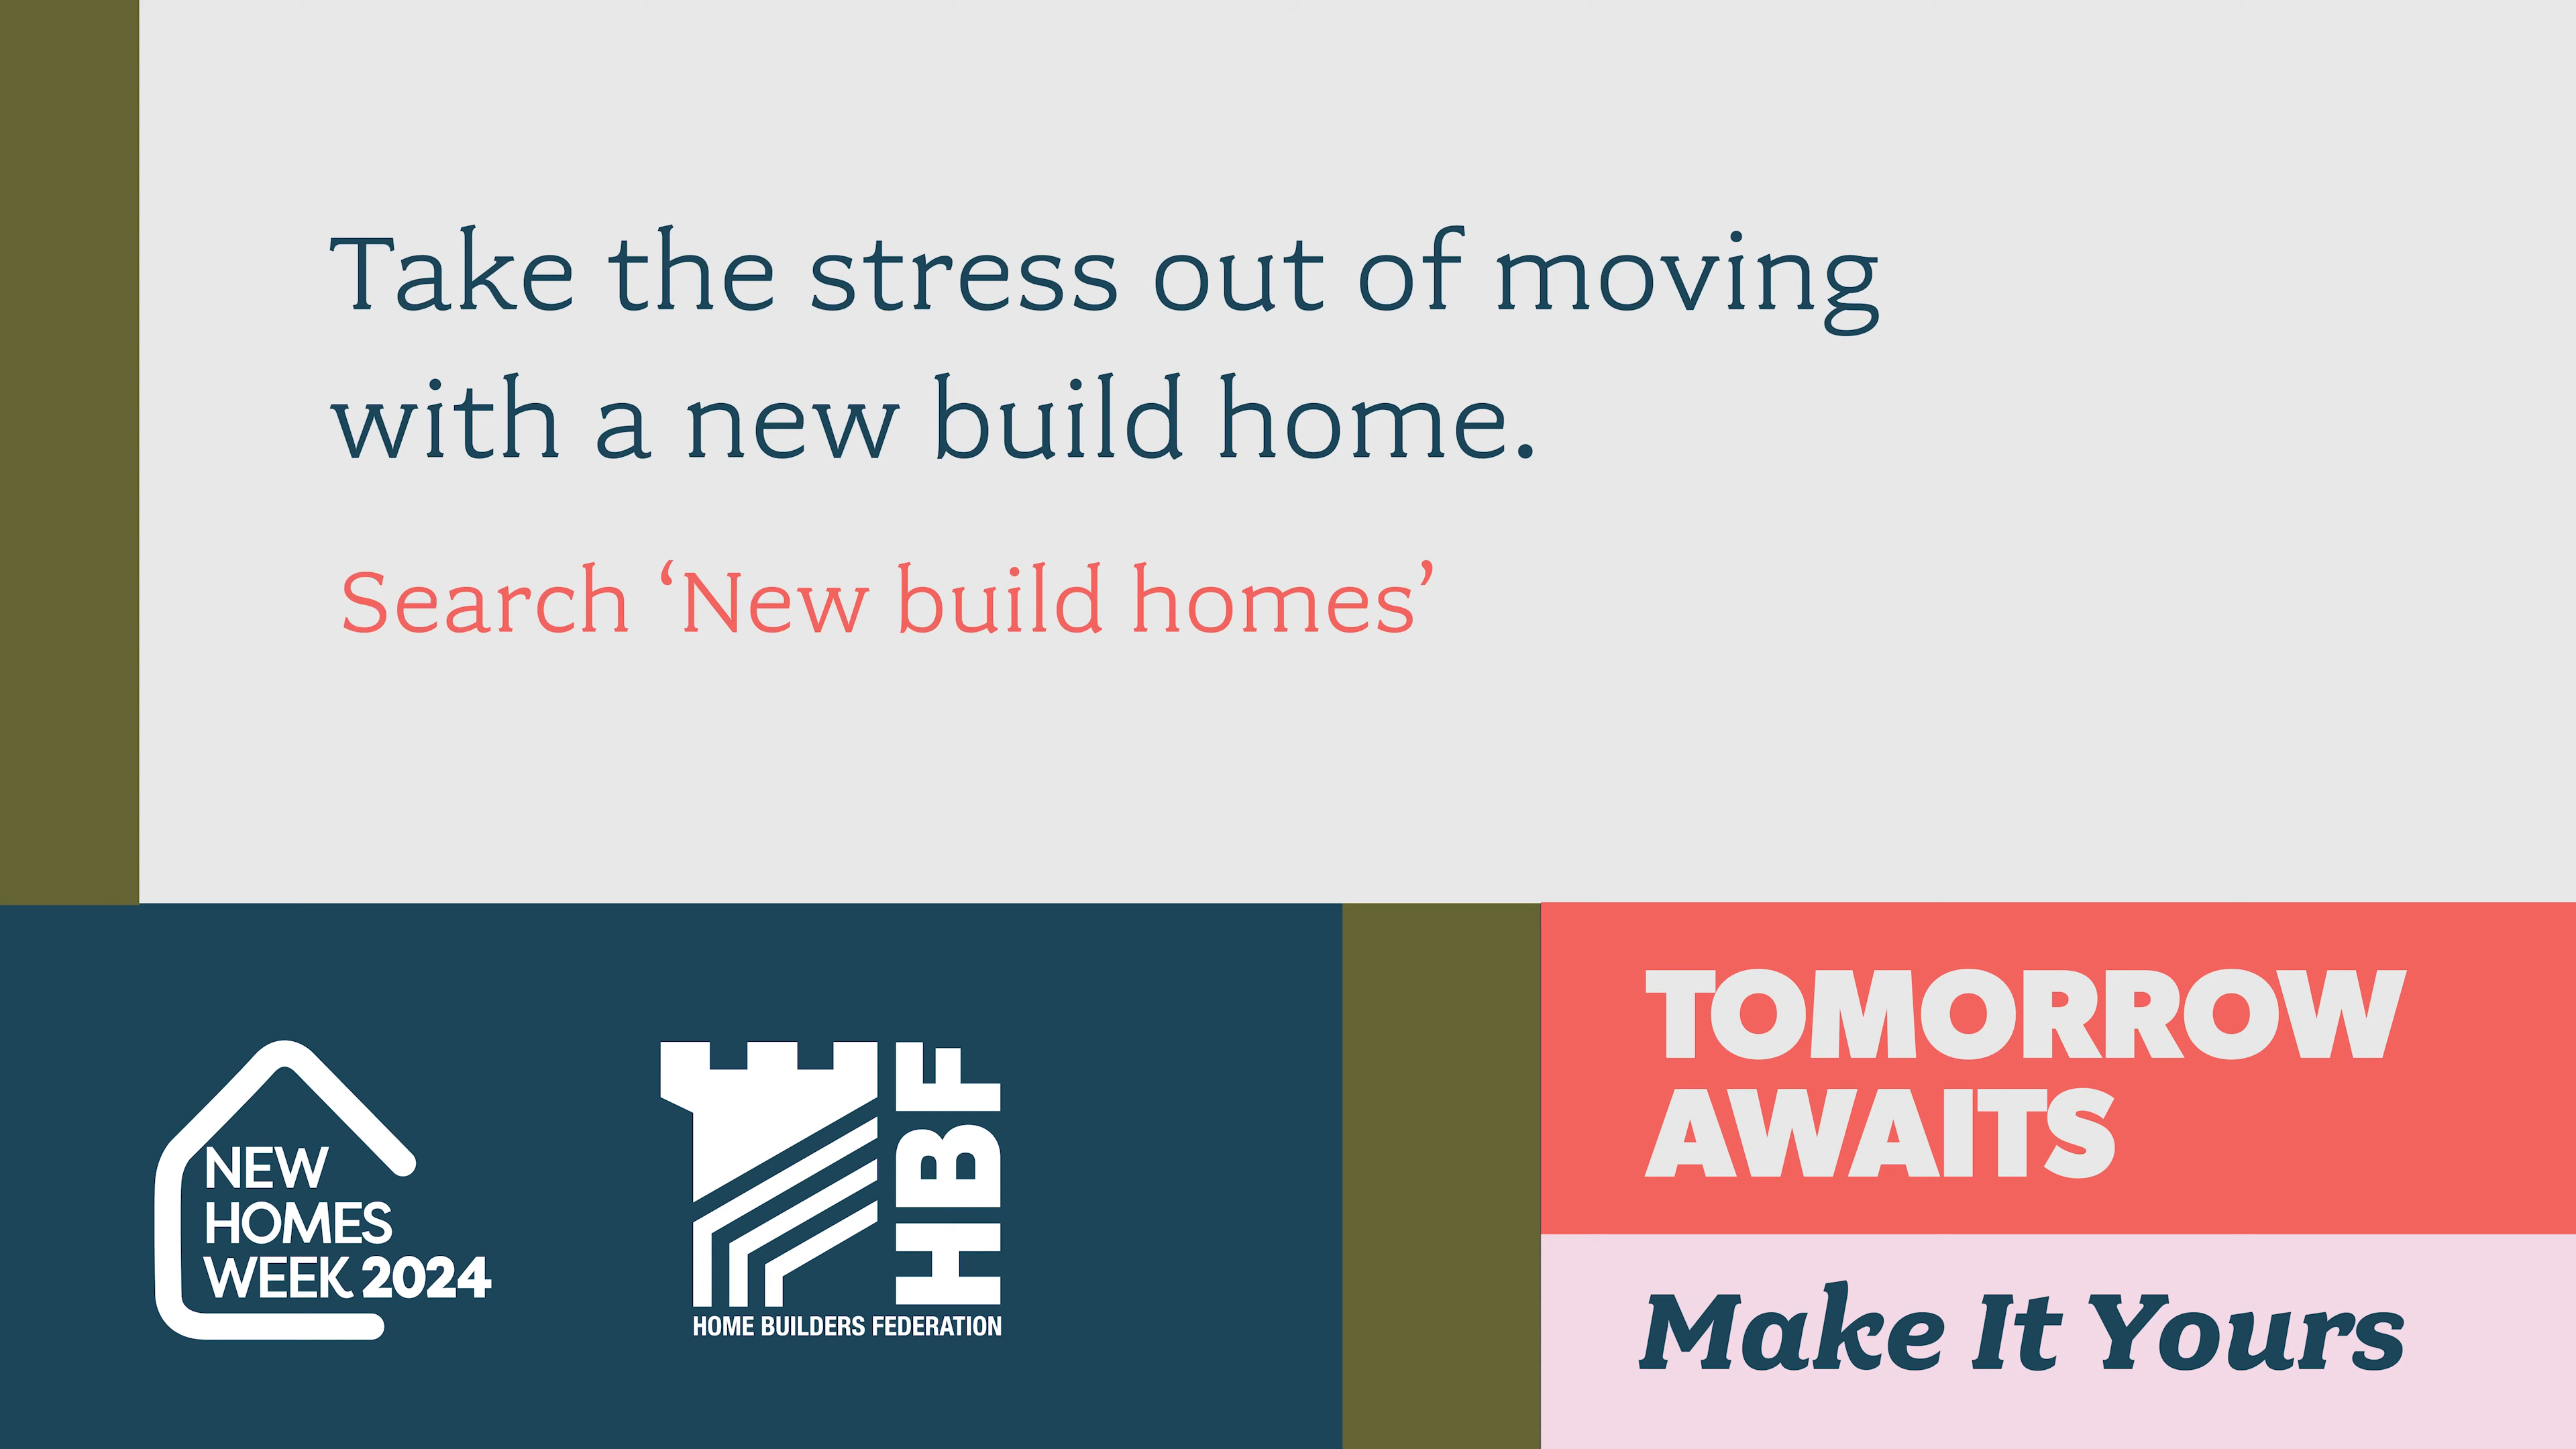 Take the stress out of moving
with a new build home.
Search ‘New build homes’
NEW
HOMES
WEEK 2024
HBF
HOME BUILDERS FEDERATION
TOMORROW
AWAITS
Make It Yours